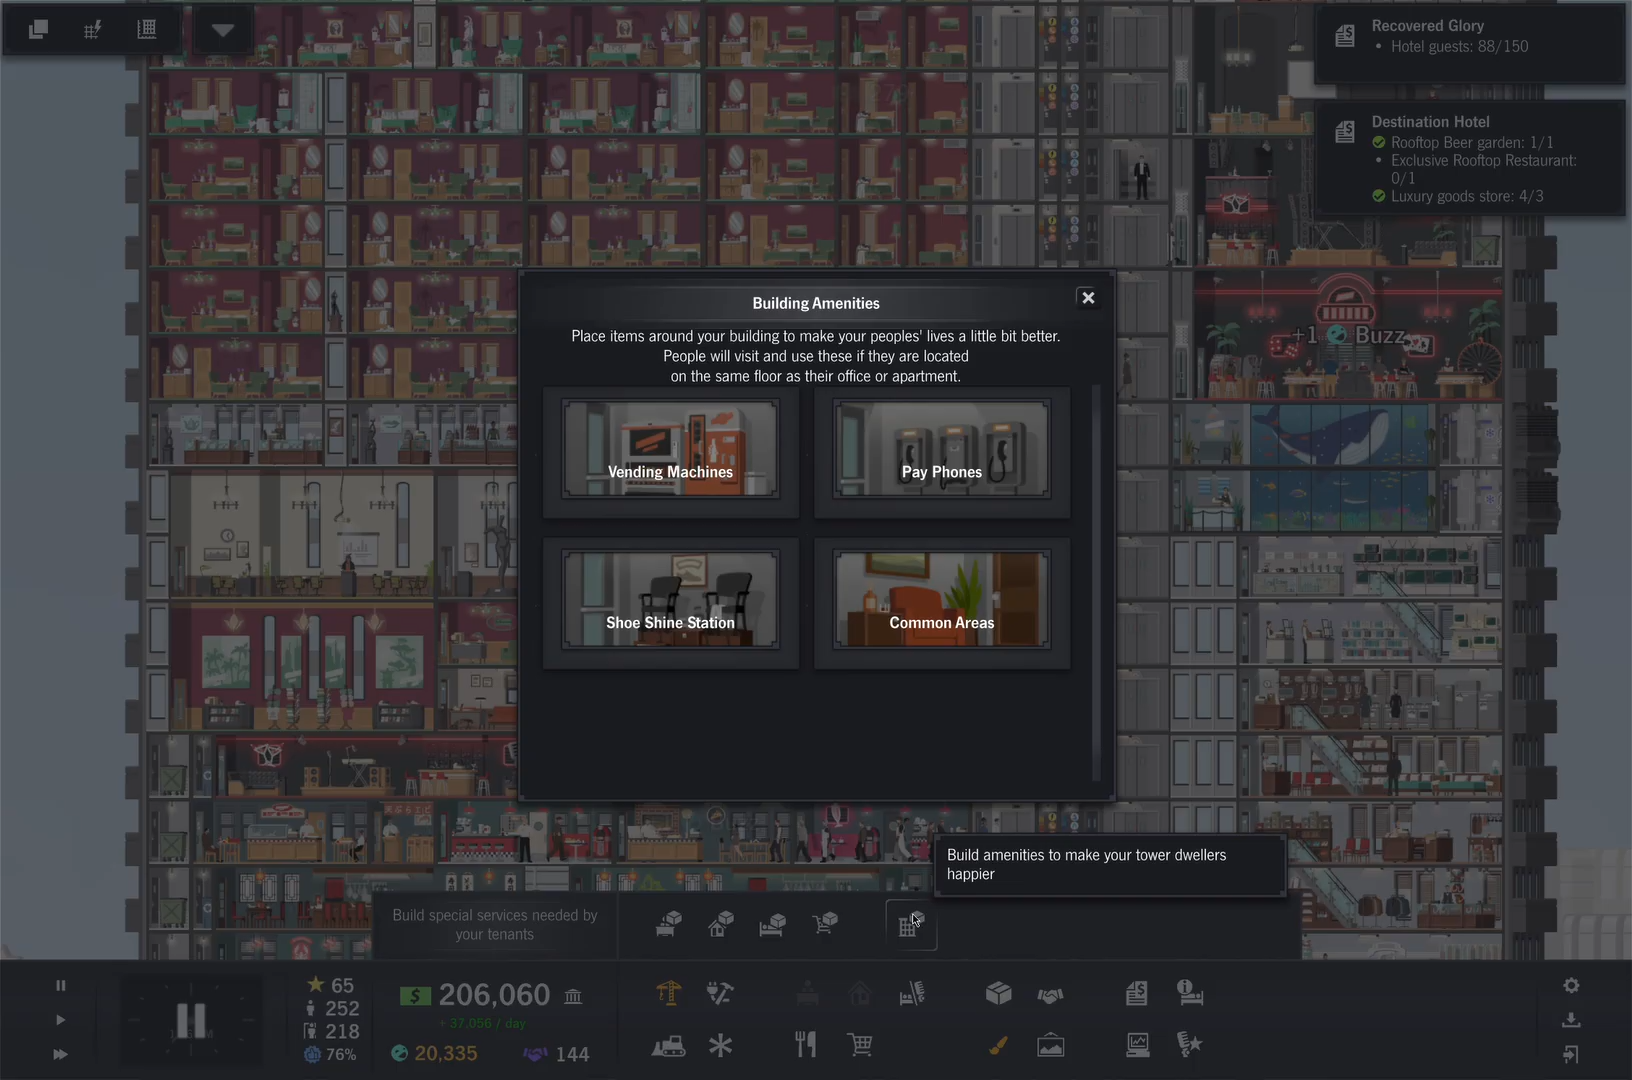 Recovered Glory
• Hotel guests: 88/150
Destination Hotel
Rooftop Beer garden: 1/1
• Exclusive Rooftop Restaurant:
0/1
Luxury goods store: 4/3
Building Amenities
Place items around your building to make your peoples' lives a little bit better.
People will visit and use these if they are located
on the same floor as their office or apartment.
+1 Buzz
Vending Machines
Pay Phones
Shoe Shine Station
Common Areas
Build amenities to make your tower dwellers
happier
Build special services needed by
your tenants
65
252
218
76%
$ 206,060
+ 37,056 / day
20,335
144